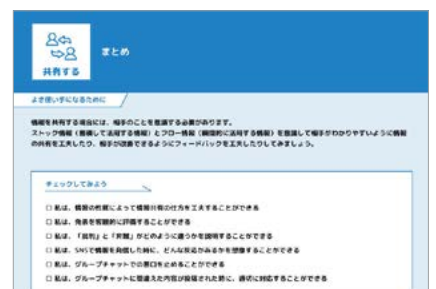 共有する
まとめ
よき使い手になるために
情報を共有する場合には、相手のことを意識する必要があります。
ストック情報（蓄積して活用する情報）とフロー情報（瞬間的に活用する情報）を意識して相手がわかりやすいように情報
の共有を工夫したり、相手が改善できるようにフィードバックを工夫したりしてみましょう。
チェックしてみよう
□ 私は、情報の性質によって情報共有の仕方を工夫することができる
□ 私は、発表を客観的に評価することができる
□ 私は、「批判」と「非難」がどのように違うかを説明することができる
□ 私は、SNSで情報を発信した時に、どんな反応があるかを想像することができる
□ 私は、グループチャットでの悪口を止めることができる
□ 私は、グループチャットに間違えた内容が投稿された時に、適切に対応することができる